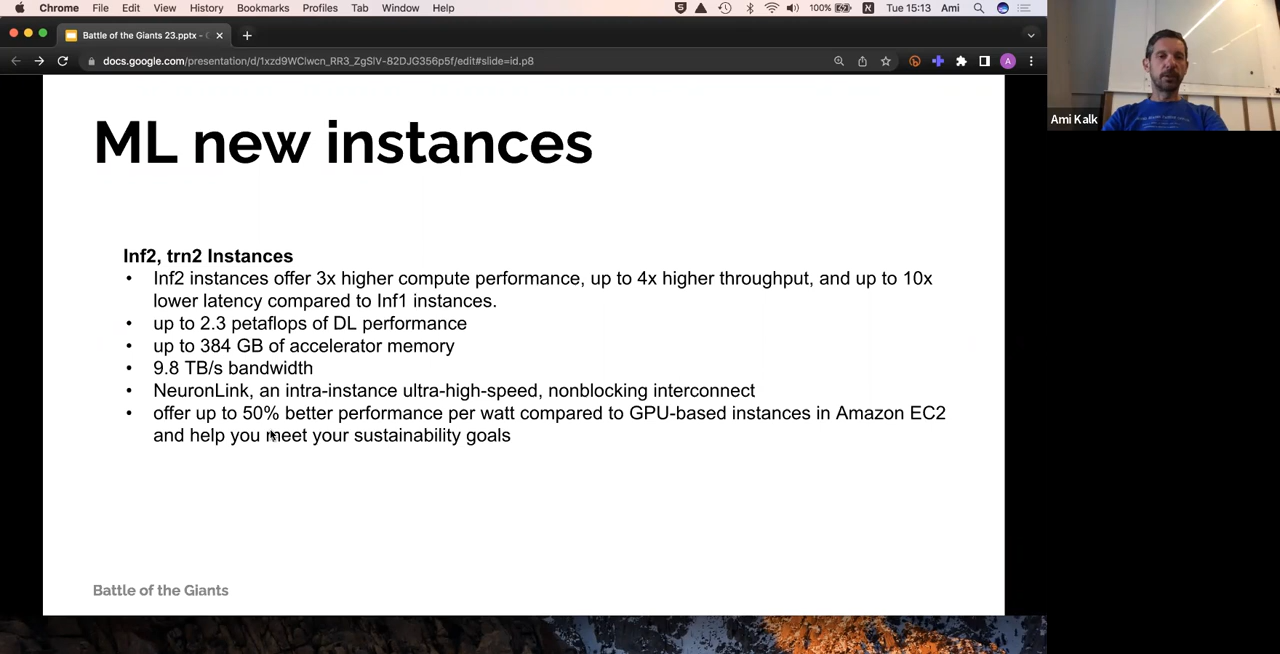 Chrome File Edit View History Bookmarks Profiles Tab Window Help 100% Tue 15:13 Ami
Battle of the Giants 23.pptx -
docs.google.com/presentation/d/1xzd9WClwcn_RR3_ZgSlV-82DJG356p5f/edit#slide=id.p8
A
Ami Kalk
ML new instances
Inf2, trn2 Instances
• Inf2 instances offer 3x higher compute performance, up to 4x higher throughput, and up to 10x
lower latency compared to Inf1 instances.
• up to 2.3 petaflops of DL performance
• up to 384 GB of accelerator memory
• 9.8 TB/s bandwidth
• NeuronLink, an intra-instance ultra-high-speed, nonblocking interconnect
• offer up to 50% better performance per watt compared to GPU-based instances in Amazon EC2
and help you meet your sustainability goals
Battle of the Giants